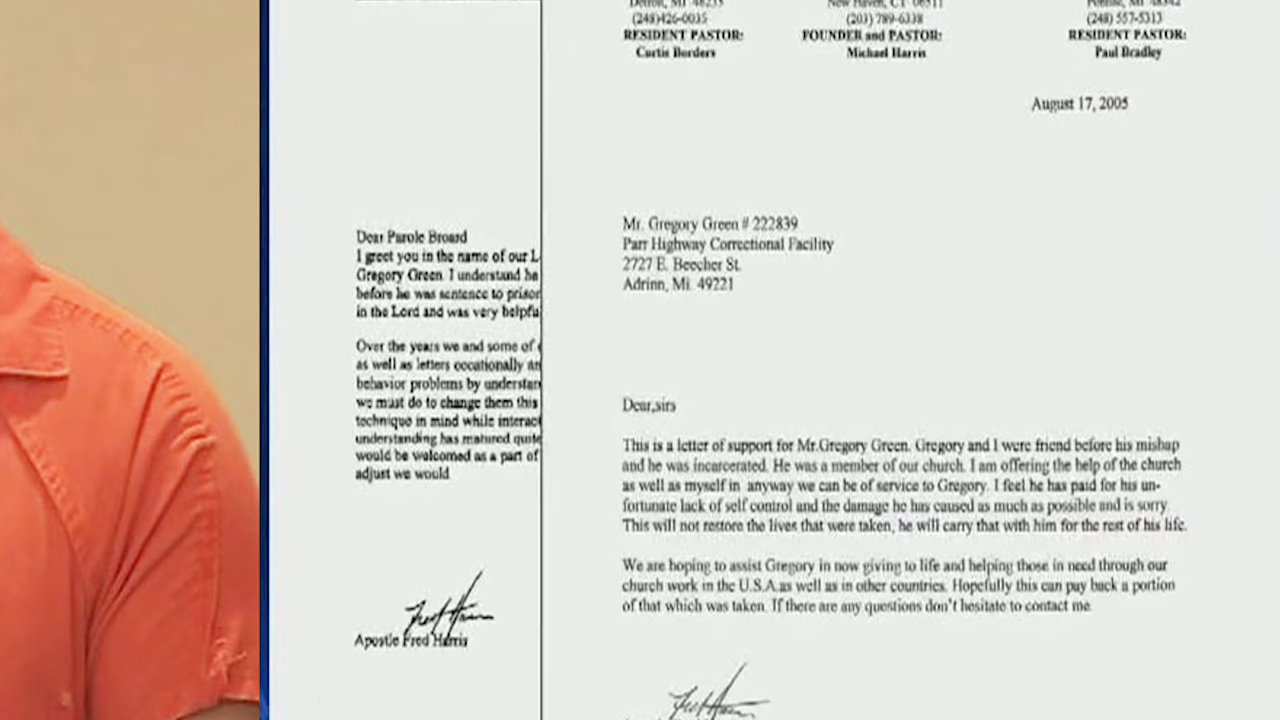 Detroit, MI 48235
(248)426-0035
RESIDENT PASTOR:
Curtis Borders
New Haven, CT 06511
(203) 789-6338
FOUNDER and PASTOR:
Michael Harris
Pontiac, MI 48342
(248) 557-5313
RESIDENT PASTOR:
Paul Bradley
August 17, 2005
Dear Parole Broard
I greet you in the name of our L
Gregory Green. I understand he
before he was sentence to prison
in the Lord and was very helpfu
Over the years we and some of
as well as letters occationally an
behavior problems by understan
we must do to change them this
technique in mind while interac
understanding has matured quite
would be welcomed as a part of
adjust we would
Apostle Fred Harris
Mr. Gregory Green # 222839
Parr Highway Correctional Facility
2727 E. Beecher St.
Adrinn, Mi. 49221
Dear,sirs
This is a letter of support for Mr.Gregory Green. Gregory and I were friend before his mishap
and he was incarcerated. He was a member of our church. I am offering the help of the church
as well as myself in anyway we can be of service to Gregory. I feel he has paid for his un-
fortunate lack of self control and the damage he has caused as much as possible and is sorry.
This will not restore the lives that were taken, he will carry that with him for the rest of his life.
We are hoping to assist Gregory in now giving to life and helping those in need through our
church work in the U.S.A.as well as in other countries. Hopefully this can pay back a portion
of that which was taken. If there are any questions don't hesitate to contact me.